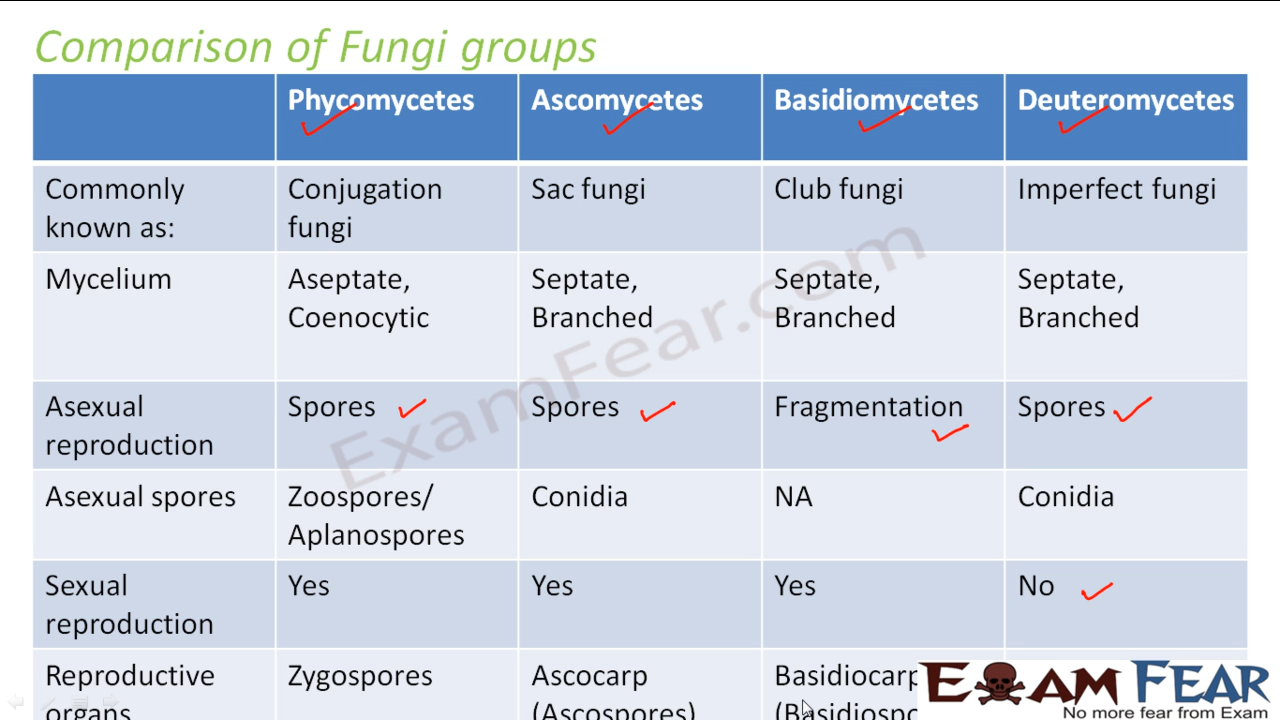 Comparison of Fungi groups
Phycomycetes Ascomycetes Basidiomycetes Deuteromycetes
Commonly Conjugation Sac fungi Club fungi Imperfect fungi
known as: fungi
Mycelium Aseptate, Septate, Septate, Septate,
Coenocytic Branched Branched Branched
Asexual Spores Spores Fragmentation Spores
reproduction
Asexual spores Zoospores/ Conidia NA Conidia
Aplanospores
Sexual Yes Yes Yes No
reproduction
Reproductive Zygospores Ascocarp Basidiocarp
organs (Ascospores) (Basidiospo
ExamFear.com
EXAM FEAR
No more fear from Exam